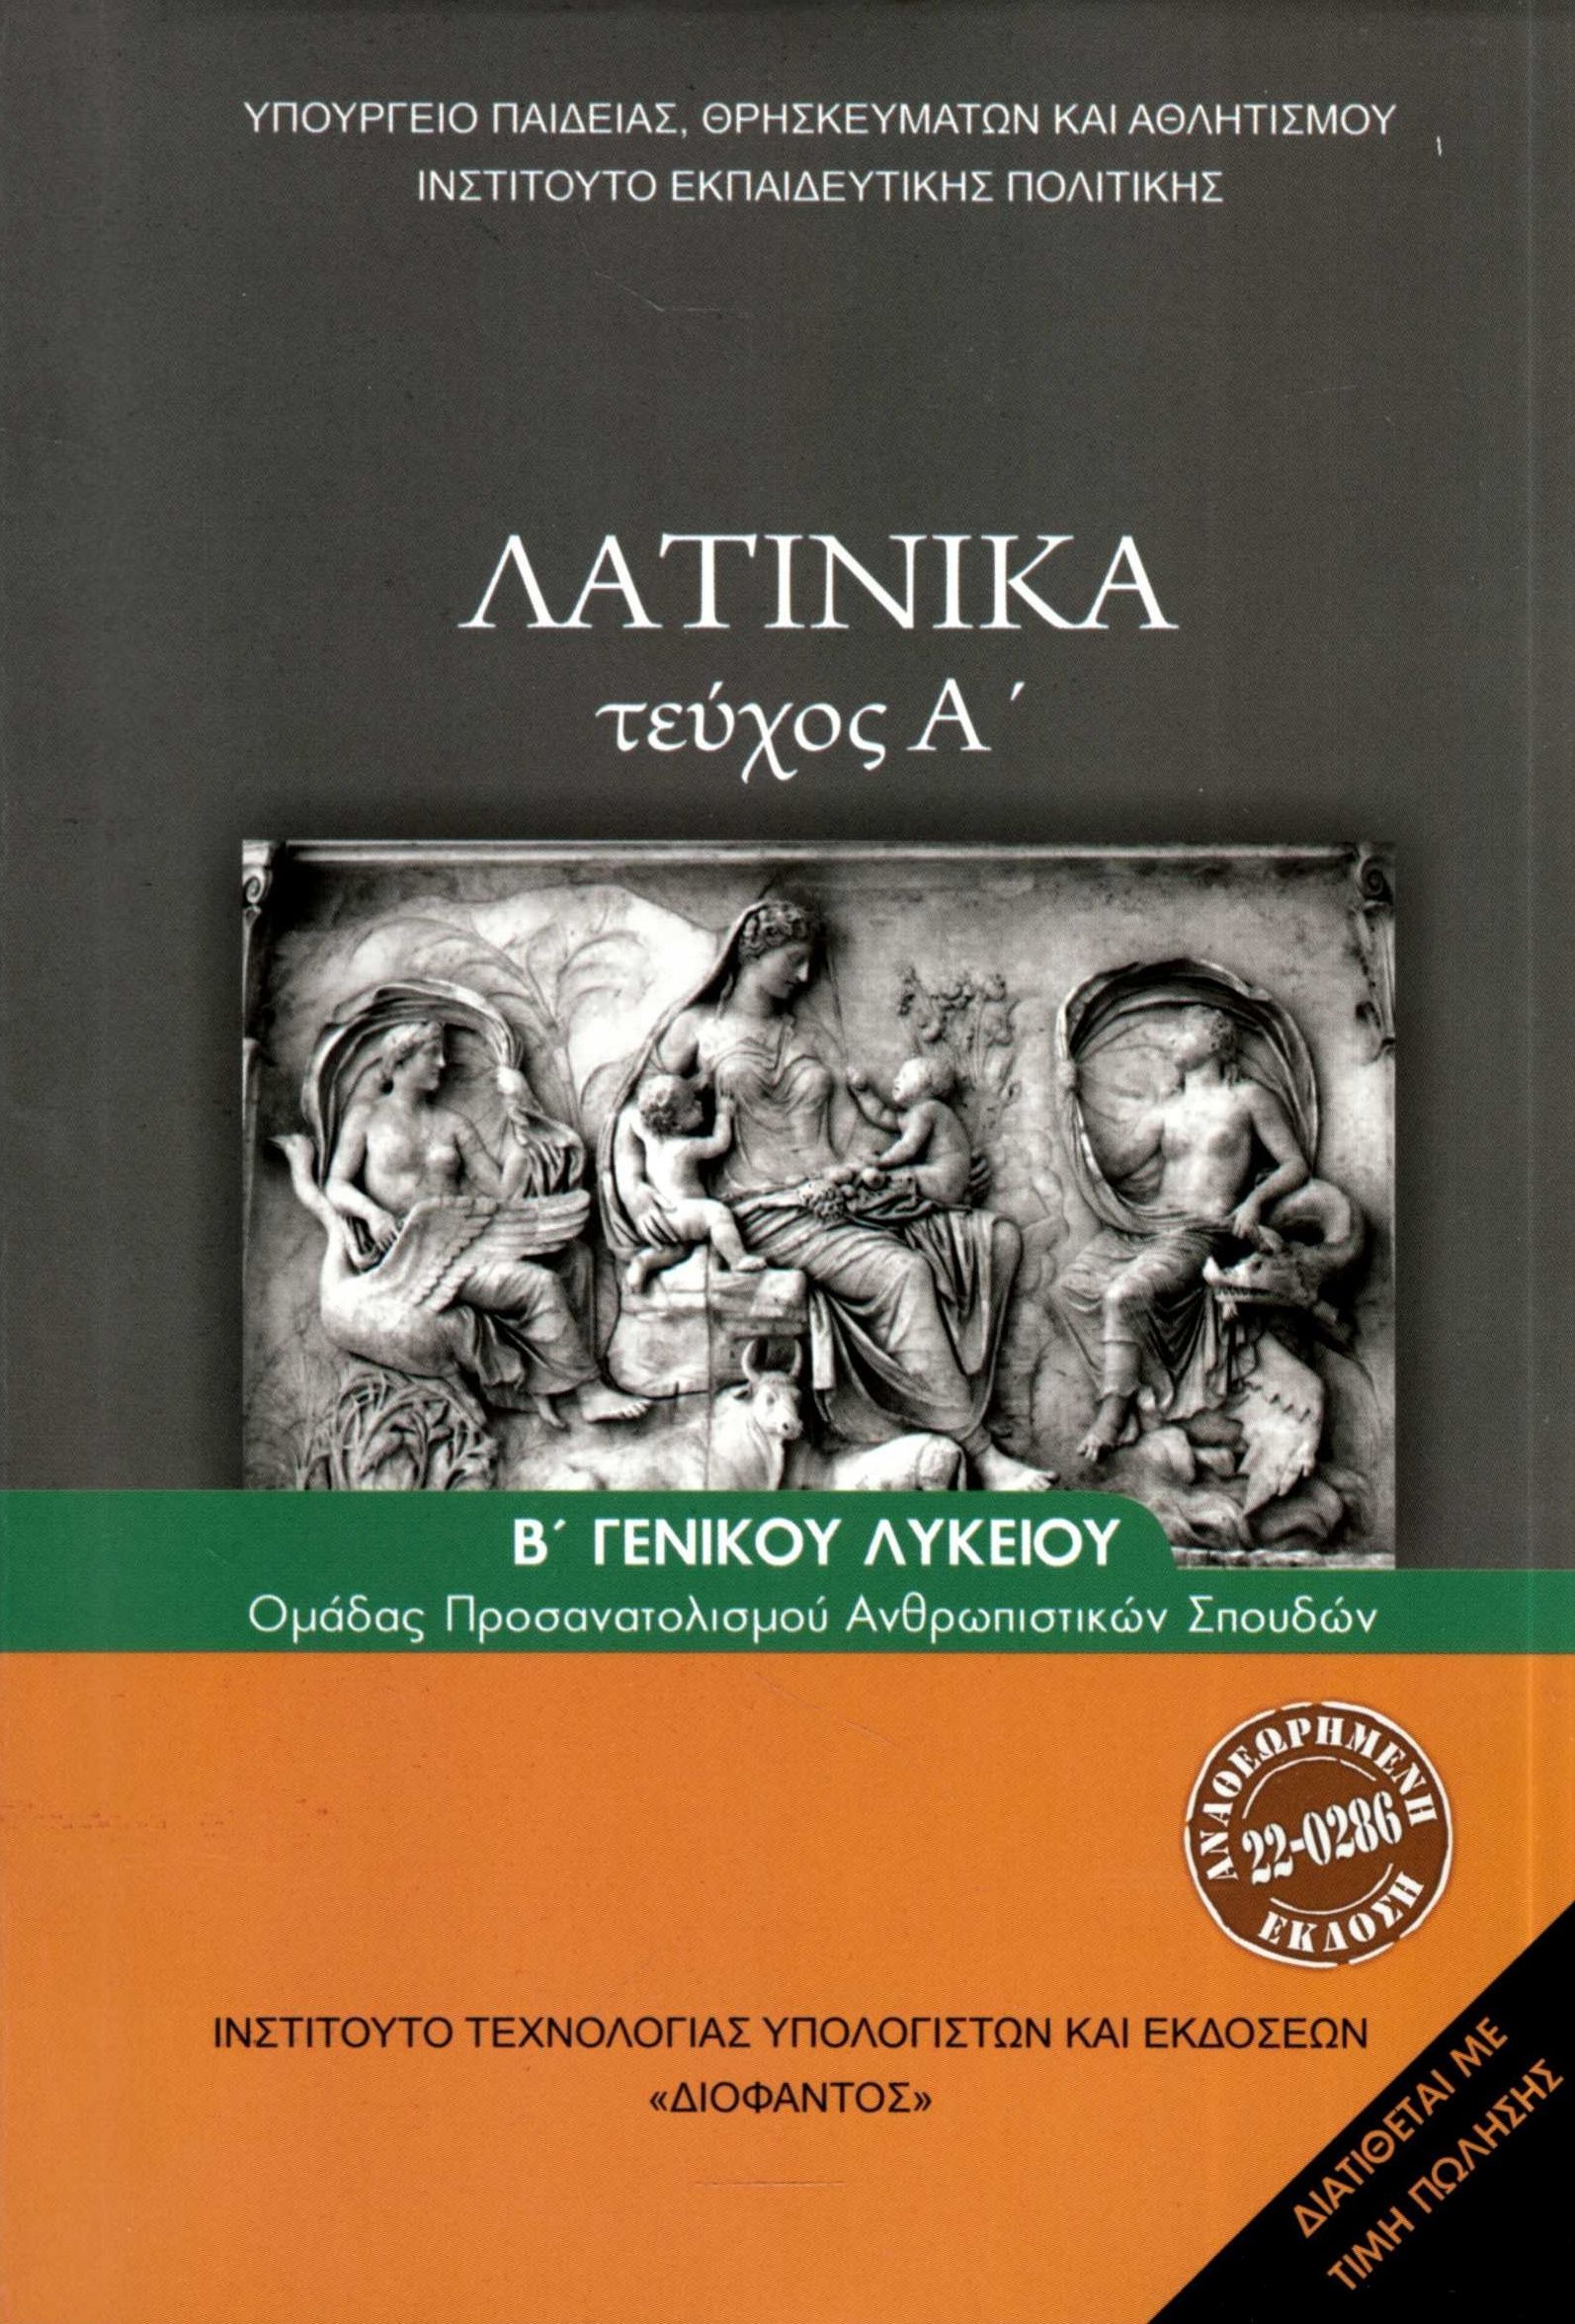 ΥΠΟΥΡΓΕΙΟ ΠΑΙΔΕΙΑΣ, ΘΡΗΣΚΕΥΜΑΤΩΝ ΚΑΙ ΑΘΛΗΤΙΣΜΟΥ
ΙΝΣΤΙΤΟΥΤΟ ΕΚΠΑΙΔΕΥΤΙΚΗΣ ΠΟΛΙΤΙΚΗΣ
ΛΑΤΙΝΙΚΑ
τεύχος Α΄
Β΄ ΓΕΝΙΚΟΥ ΛΥΚΕΙΟΥ
Ομάδας Προσανατολισμού Ανθρωπιστικών Σπουδών
ΑΝΑΘΕΩΡΗΜΕΝΗ
22-0286
ΕΚΔΟΣΗ
ΙΝΣΤΙΤΟΥΤΟ ΤΕΧΝΟΛΟΓΙΑΣ ΥΠΟΛΟΓΙΣΤΩΝ ΚΑΙ ΕΚΔΟΣΕΩΝ
«ΔΙΟΦΑΝΤΟΣ»
ΔΙΑΤΙΘΕΤΑΙ ΜΕ
ΤΙΜΗ ΠΩΛΗΣΗΣ